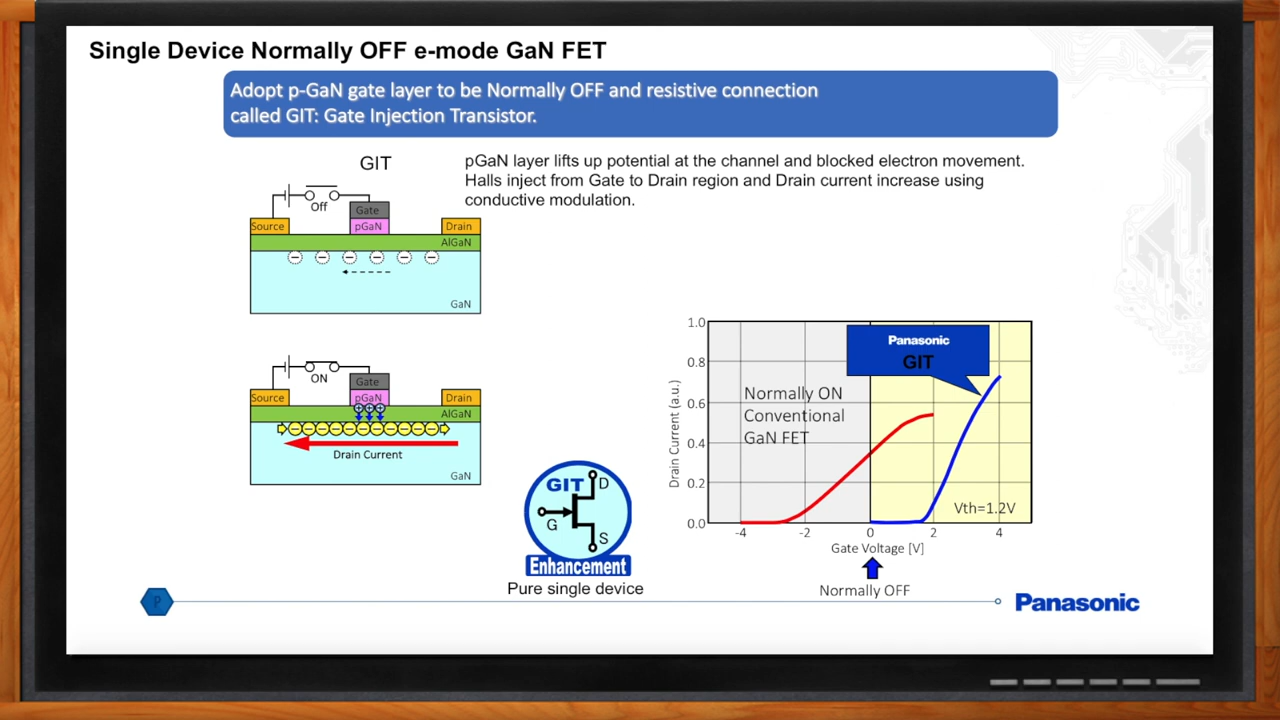 Single Device Normally OFF e-mode GaN FET
Adopt p-GaN gate layer to be Normally OFF and resistive connection
called GIT: Gate Injection Transistor.
GIT
pGaN layer lifts up potential at the channel and blocked electron movement.
Halls inject from Gate to Drain region and Drain current increase using
conductive modulation.
Off
Gate
Source
pGaN
Drain
AlGaN
GaN
ON
Gate
Source
pGaN
Drain
AlGaN
Drain Current
GaN
GIT
D
G
S
Enhancement
Pure single device
Drain Current (a.u.)
1.0
0.8
0.6
0.4
0.2
0.0
Panasonic
GIT
Normally ON
Conventional
GaN FET
Vth=1.2V
-4
-2
0
2
4
Gate Voltage [V]
Normally OFF
P
Panasonic